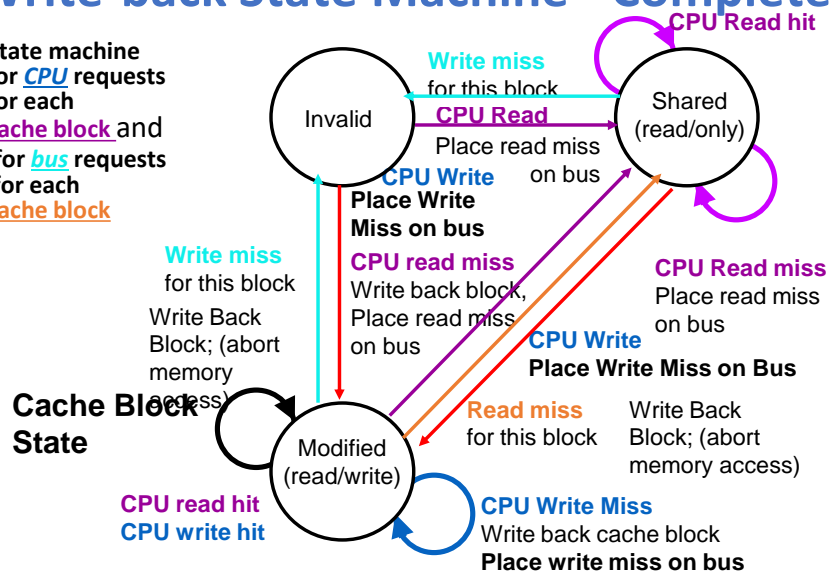 Write-back State Machine - Complete
tate machine
or CPU requests
or each
ache block and
for bus requests
for each
ache block
CPU Read hit
Write miss
for this block
Shared
(read/only)
Invalid
CPU Read
Place read miss
on bus
CPU Write
Place Write
Miss on bus
Write miss
for this block
Write Back
Block; (abort
memory
access)
CPU read miss
Write back block,
Place read miss
on bus
CPU Read miss
Place read miss
on bus
CPU Write
Place Write Miss on Bus
Cache Block
State
Read miss
for this block
Write Back
Block; (abort
memory access)
Modified
(read/write)
CPU read hit
CPU write hit
CPU Write Miss
Write back cache block
Place write miss on bus